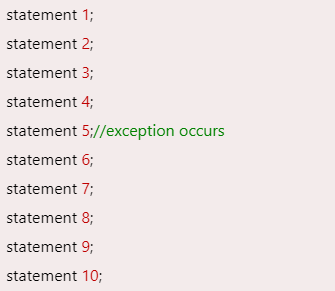 statement 1;
statement 2;
statement 3;
statement 4;
statement 5;//exception occurs
statement 6;
statement 7;
statement 8;
statement 9;
statement 10;